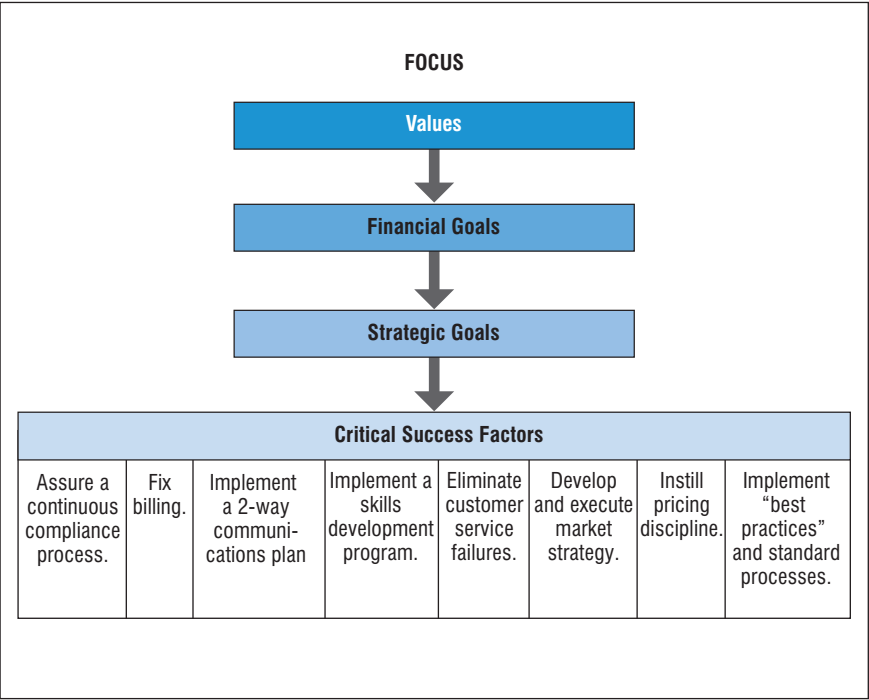 FOCUS
Values
Financial Goals
Strategic Goals
Critical Success Factors
Assure a
continuous
compliance
process.
Fix
billing.
Implement
a 2-way
communi-
cations plan
Implement a
skills
development
program.
Eliminate
customer
service
failures.
Develop
and execute
market
strategy.
Instill
pricing
discipline.
Implement
“best
practices”
and standard
processes.